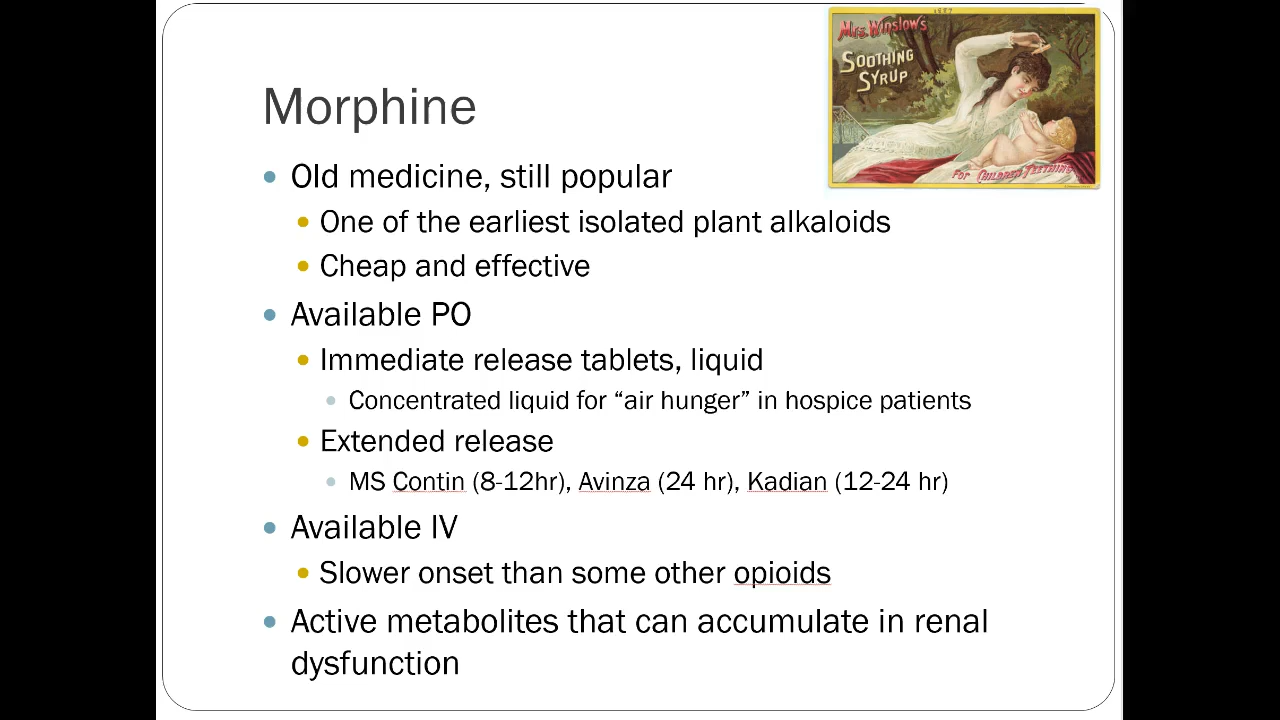 1887
Mrs. Winslow's
Soothing
Syrup
For Children Teething
Morphine
Old medicine, still popular
One of the earliest isolated plant alkaloids
Cheap and effective
Available PO
Immediate release tablets, liquid
Concentrated liquid for “air hunger” in hospice patients
Extended release
MS Contin (8-12hr), Avinza (24 hr), Kadian (12-24 hr)
Available IV
Slower onset than some other opioids
Active metabolites that can accumulate in renal
dysfunction